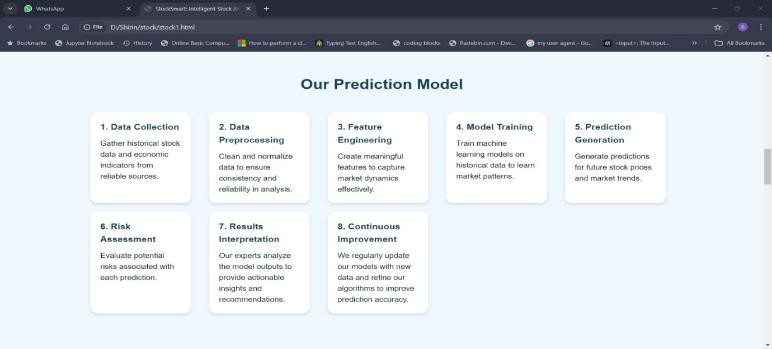 WhatsApp
StockSmart: Intelligent Stock A
File D:/Shirin/stock/stock1.html
S
Bookmarks Jupyter Notebook History Online Basic Compu... How to perform a cl... Typing Test English... coding blocks Pastebin.com - Dev... my user agent - Go... <input>: The Input... All Bookmarks
Our Prediction Model
1. Data Collection
Gather historical stock
data and economic
indicators from
reliable sources.
2. Data
Preprocessing
Clean and normalize
data to ensure
consistency and
reliability in analysis.
3. Feature
Engineering
Create meaningful
features to capture
market dynamics
effectively.
4. Model Training
Train machine
learning models on
historical data to learn
market patterns.
5. Prediction
Generation
Generate predictions
for future stock prices
and market trends.
6. Risk
Assessment
Evaluate potential
risks associated with
each prediction.
7. Results
Interpretation
Our experts analyze
the model outputs to
provide actionable
insights and
recommendations.
8. Continuous
Improvement
We regularly update
our models with new
data and refine our
algorithms to improve
prediction accuracy.